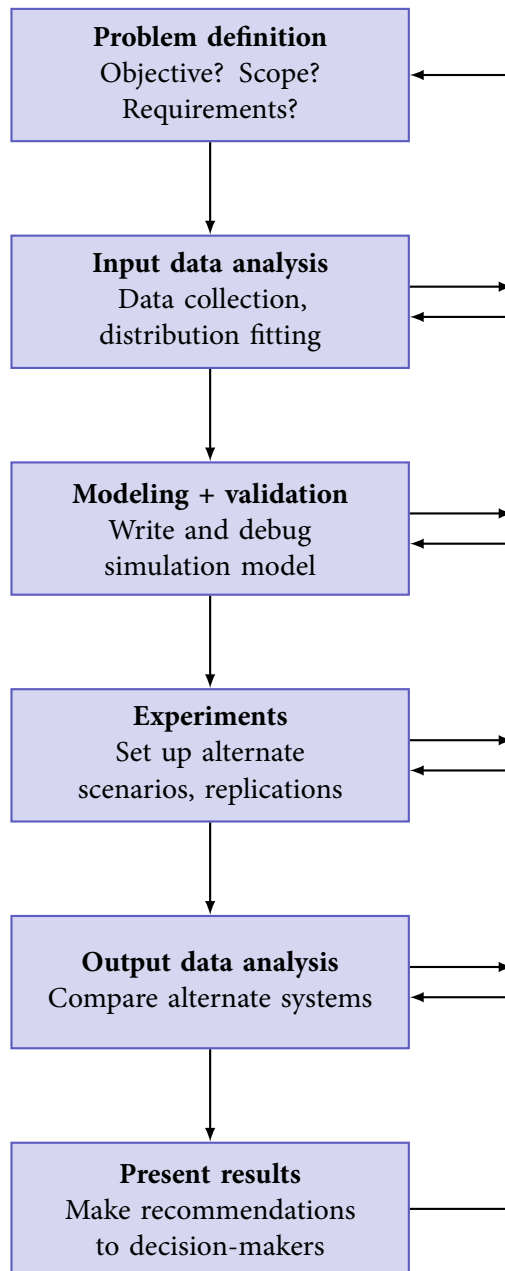 Problem definition
Objective? Scope?
Requirements?
Input data analysis
Data collection,
distribution fitting
Modeling + validation
Write and debug
simulation model
Experiments
Set up alternate
scenarios, replications
Output data analysis
Compare alternate systems
Present results
Make recommendations
to decision-makers